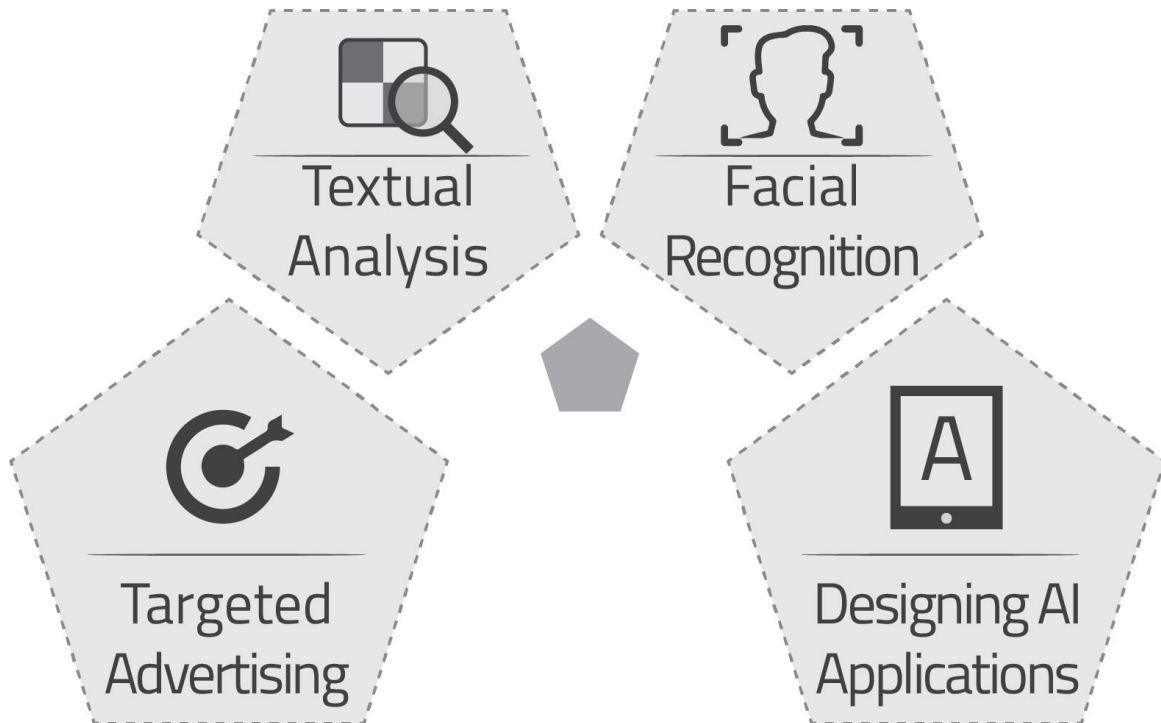 Textual
Analysis
Facial
Recognition
A
Targeted
Advertising
Designing AI
Applications